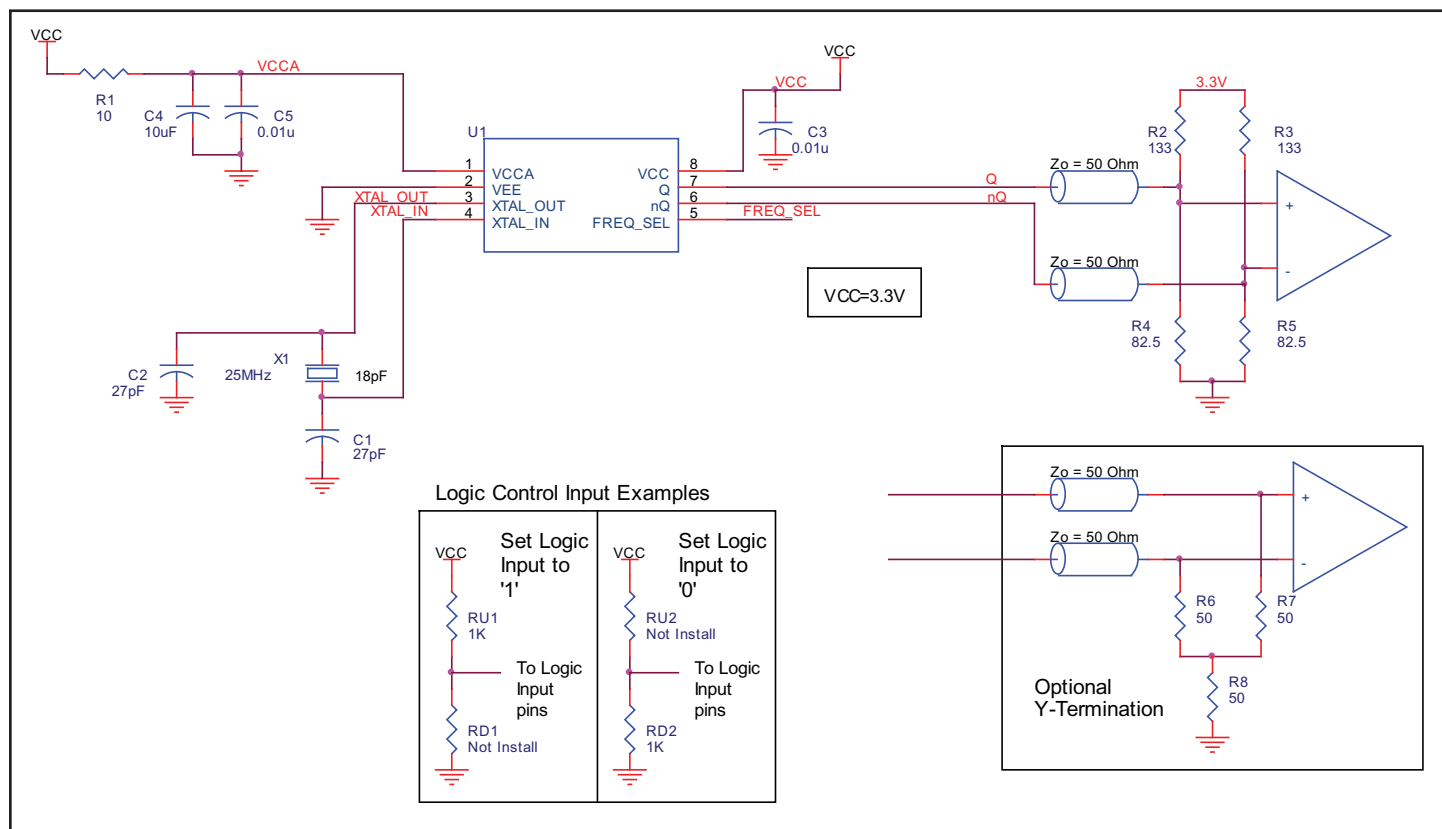 VCC
R1
10
VCCA
C4
10uF
C5
0.01u
VCC
VCC
C3
0.01u
U1
1
2
3
4
VCCA
VEE
XTAL_OUT
XTAL_IN
VCC
Q
nQ
FREQ_SEL
8
7
6
5
XTAL_OUT
XTAL_IN
Q
nQ
FREQ_SEL
VCC=3.3V
Zo = 50 Ohm
Zo = 50 Ohm
3.3V
R2
133
R3
133
+
-
R4
82.5
R5
82.5
C2
27pF
X1
25MHz
18pF
C1
27pF
Logic Control Input Examples
VCC
Set Logic
Input to
'1'
RU1
1K
To Logic
Input
pins
RD1
Not Install
VCC
Set Logic
Input to
'0'
RU2
Not Install
To Logic
Input
pins
RD2
1K
Zo = 50 Ohm
Zo = 50 Ohm
+
-
R6
50
R7
50
R8
50
Optional
Y-Termination